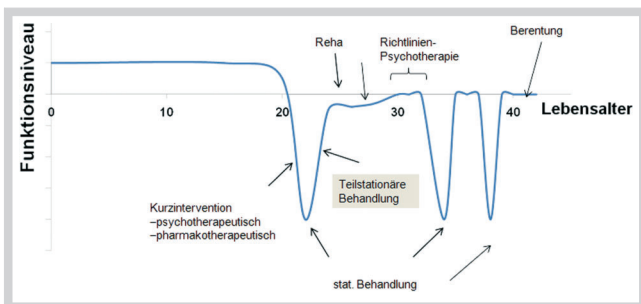 Funktionsniveau
Reha
Richtlinien-
Psychotherapie
Berentung
0
10
20
30
40
Lebensalter
Kurzintervention
–psychotherapeutisch
–pharmakotherapeutisch
Teilstationäre
Behandlung
stat. Behandlung